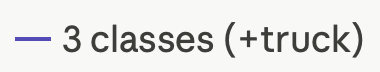 3 classes (+truck)